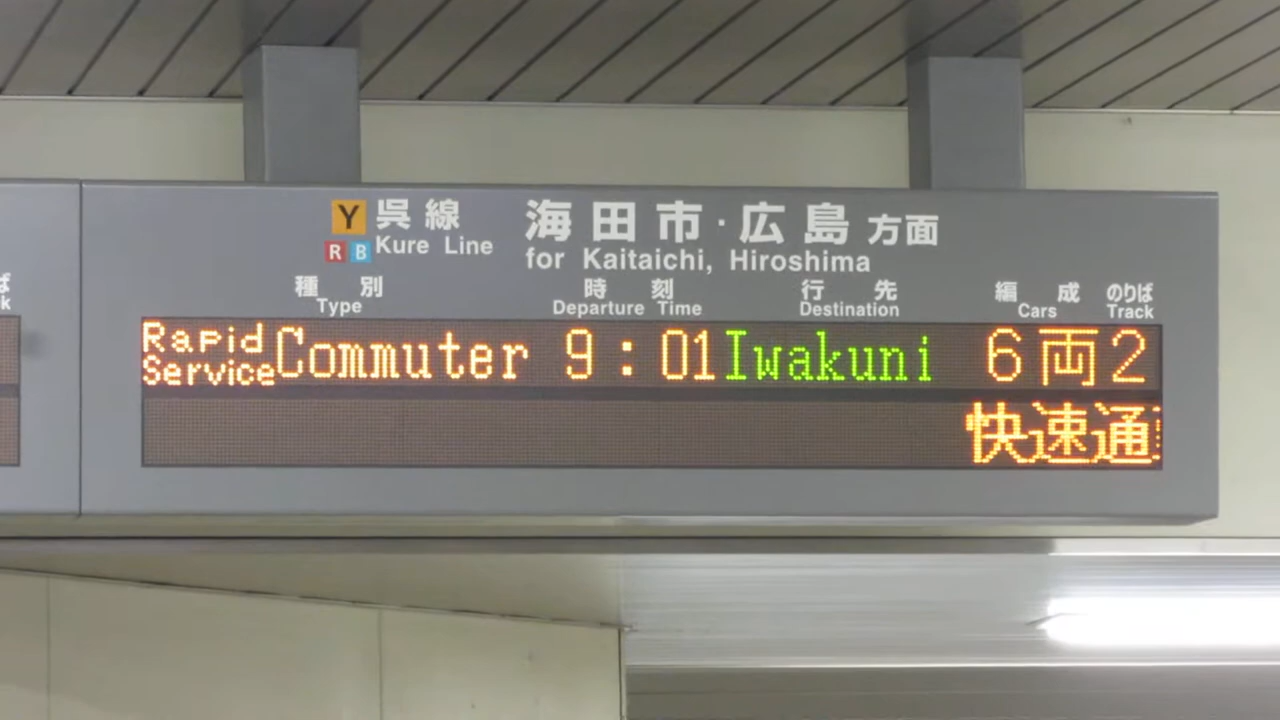 Y 呉線 海田市・広島方面
R B Kure Line for Kaitaichi, Hiroshima
種別 時刻 行先 編成 のりば
Type Departure Time Destination Cars Track
Rapid Service Commuter 9:01 Iwakuni 6両 2
快速通